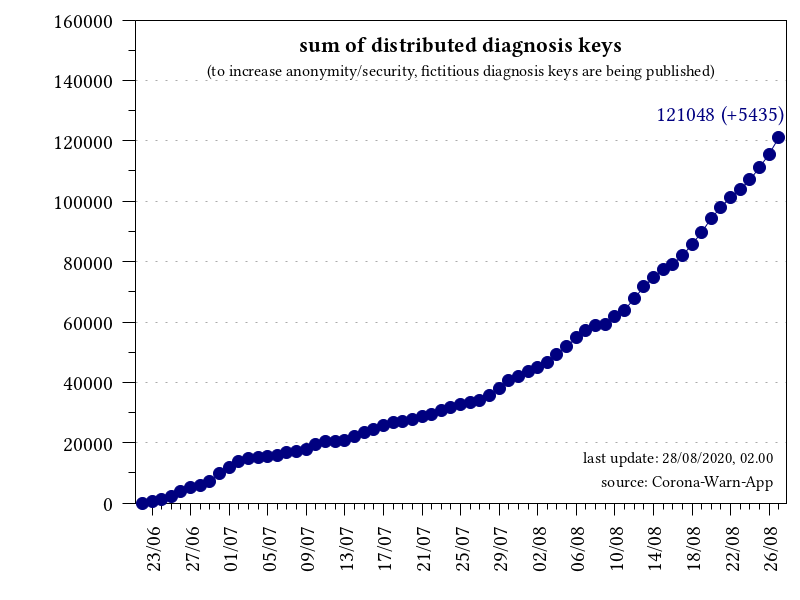 sum of distributed diagnosis keys
(to increase anonymity/security, fictitious diagnosis keys are being published)
121048 (+5435)
160000
140000
120000
100000
80000
60000
40000
20000
0
last update: 28/08/2020, 02.00
source: Corona-Warn-App
23/06 27/06 01/07 05/07 09/07 13/07 17/07 21/07 25/07 29/07 02/08 06/08 10/08 14/08 18/08 22/08 26/08